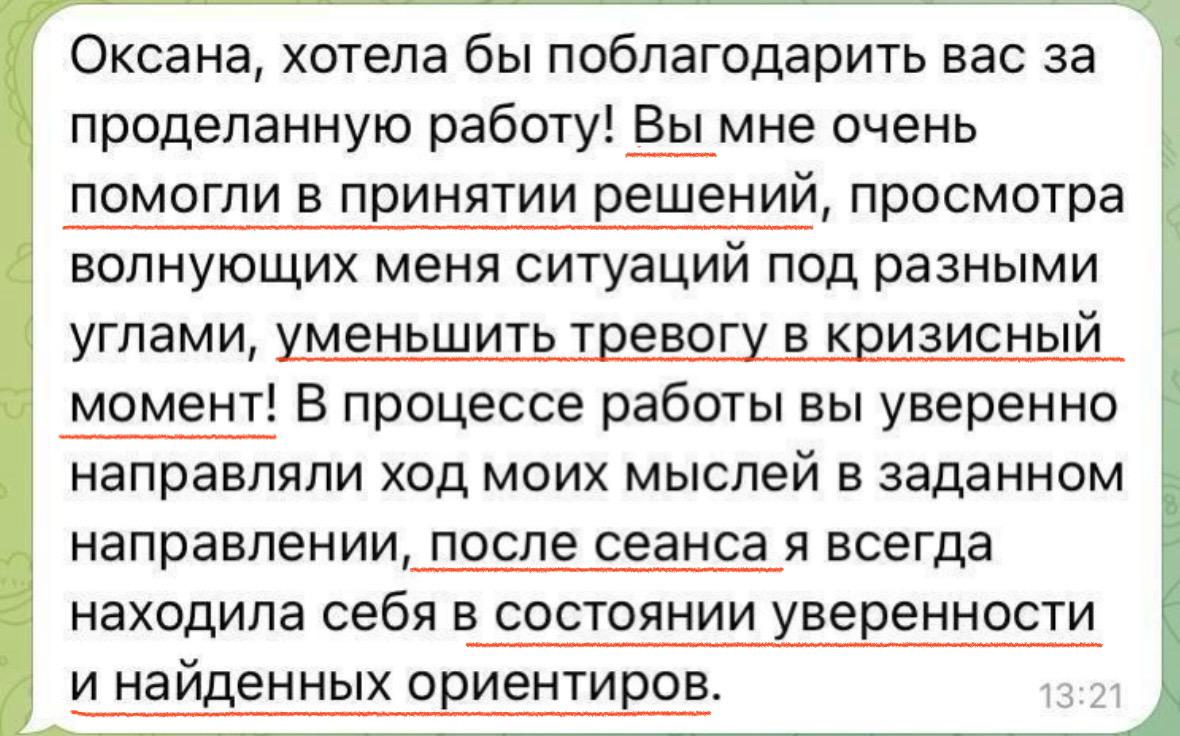 Оксана, хотела бы поблагодарить вас за
проделанную работу! Вы мне очень
помогли в принятии решений, просмотра
волнующих меня ситуаций под разными
углами, уменьшить тревогу в кризисный
момент! В процессе работы вы уверенно
направляли ход моих мыслей в заданном
направлении, после сеанса я всегда
находила себя в состоянии уверенности
и найденных ориентиров.
13:21